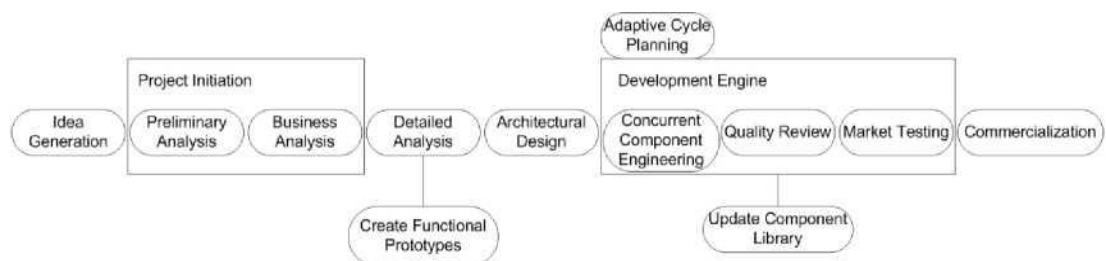 Adaptive Cycle
Planning
Project Initiation
Development Engine
Idea
Generation
Preliminary
Analysis
Business
Analysis
Detailed
Analysis
Architectural
Design
Concurrent
Component
Engineering
Quality Review
Market Testing
Commercialization
Create Functional
Prototypes
Update Component
Library